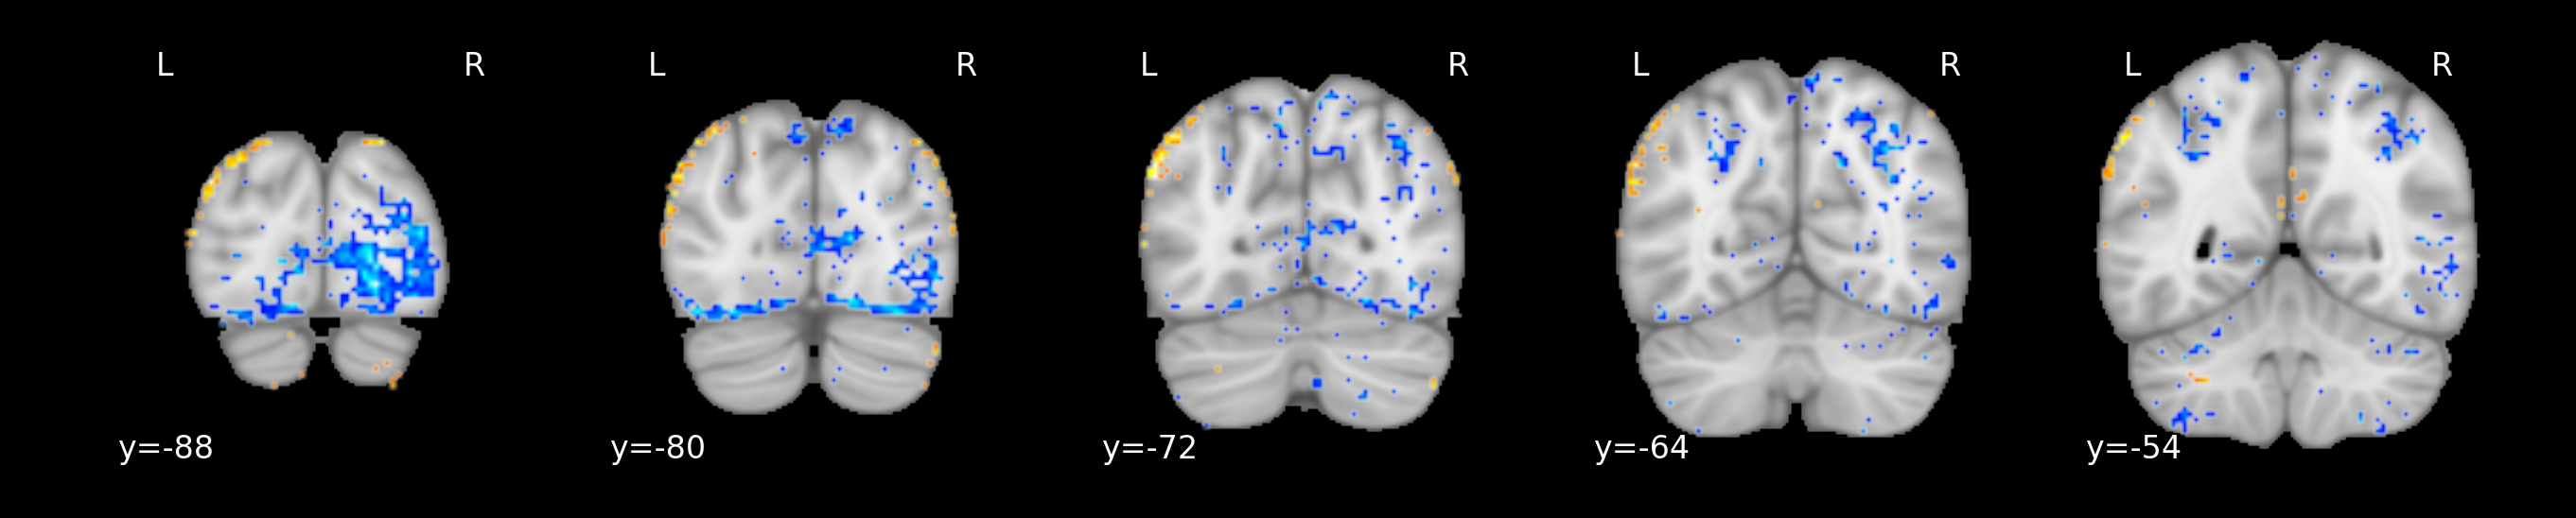 L R L R L R L R L R
y=-88 y=-80 y=-72 y=-64 y=-54